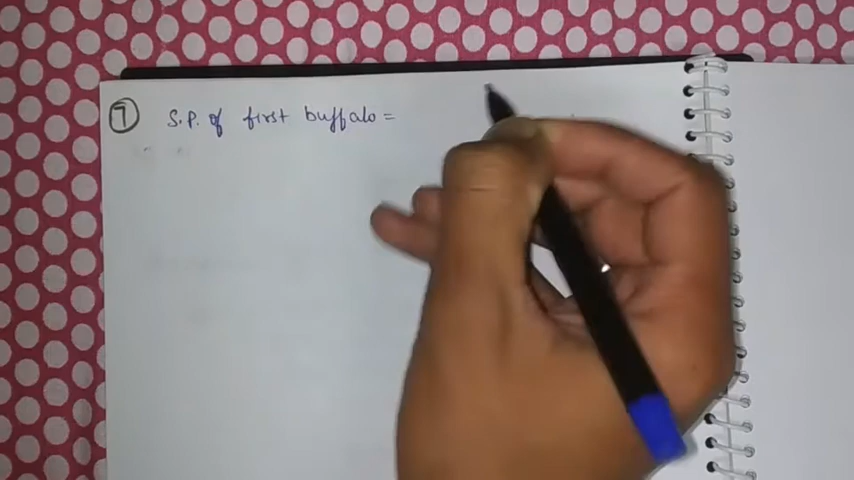 7 S.P. of first buffalo =